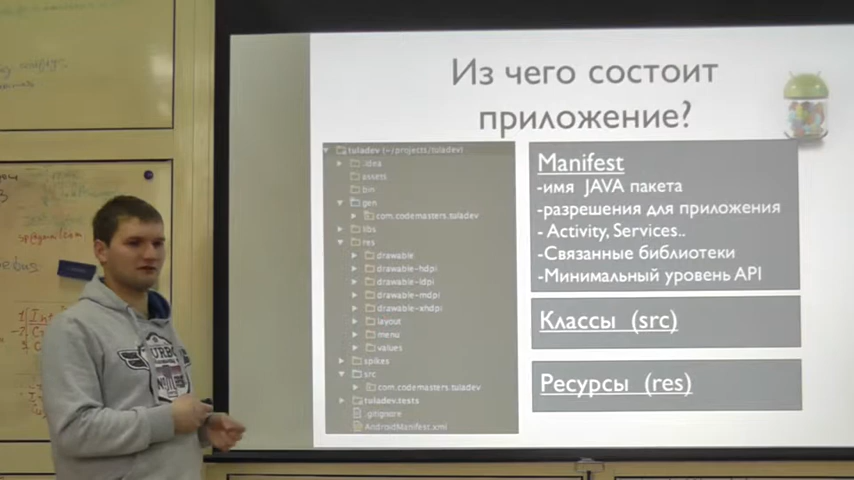 Из чего состоит
приложение?
tuladev (~/projects/tuladev)
.idea
assets
bin
gen
com.codemasters.tuladev
libs
res
drawable
drawable-hdpi
drawable-ldpi
drawable-mdpi
drawable-xhdpi
layout
menu
values
spikes
src
com.codemasters.tuladev
tuladev.tests
.gitignore
AndroidManifest.xml
Manifest
-имя JAVA пакета
-разрешения для приложения
- Activity, Services..
-Связанные библиотеки
-Минимальный уровень API
Классы (src)
Ресурсы (res)